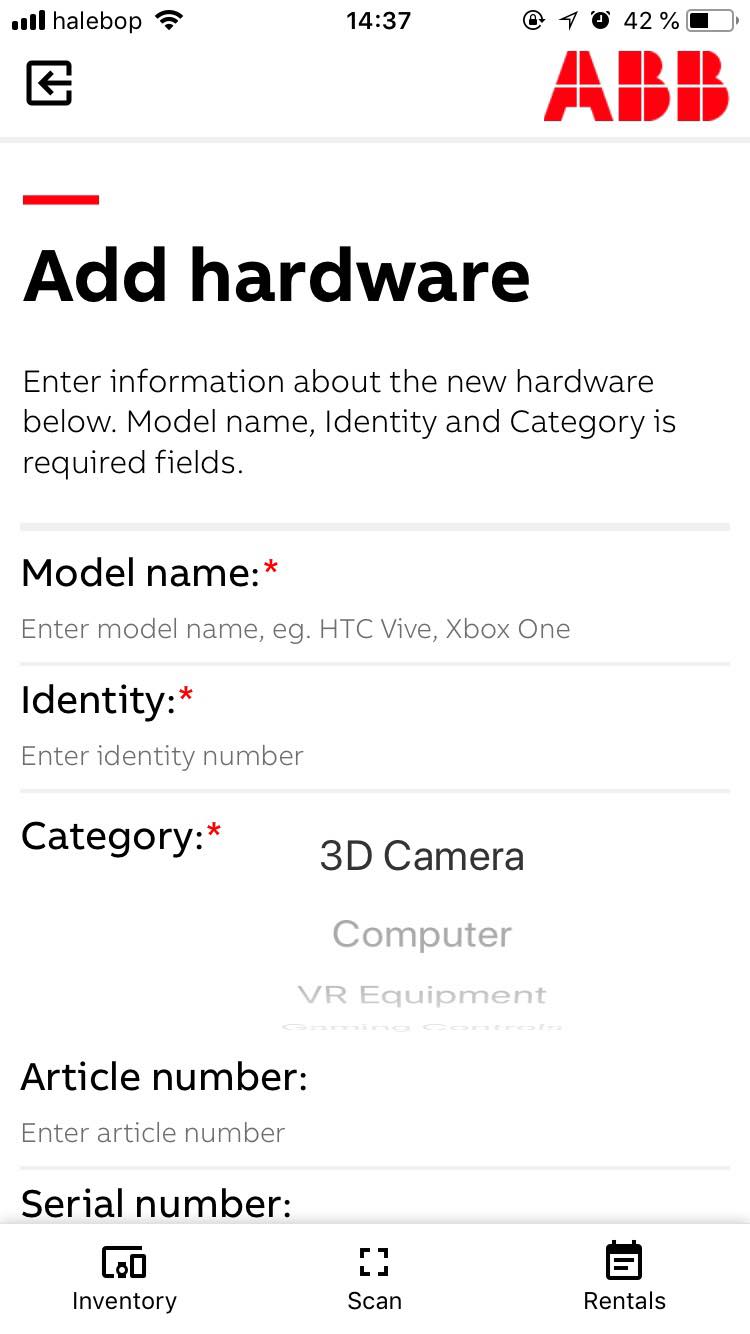 halebop 14:37 42 %
ABB
Add hardware
Enter information about the new hardware
below. Model name, Identity and Category is
required fields.
Model name:*
Enter model name, eg. HTC Vive, Xbox One
Identity:*
Enter identity number
Category:*
3D Camera
Computer
VR Equipment
Gaming Controls
Article number:
Enter article number
Serial number:
Inventory Scan Rentals